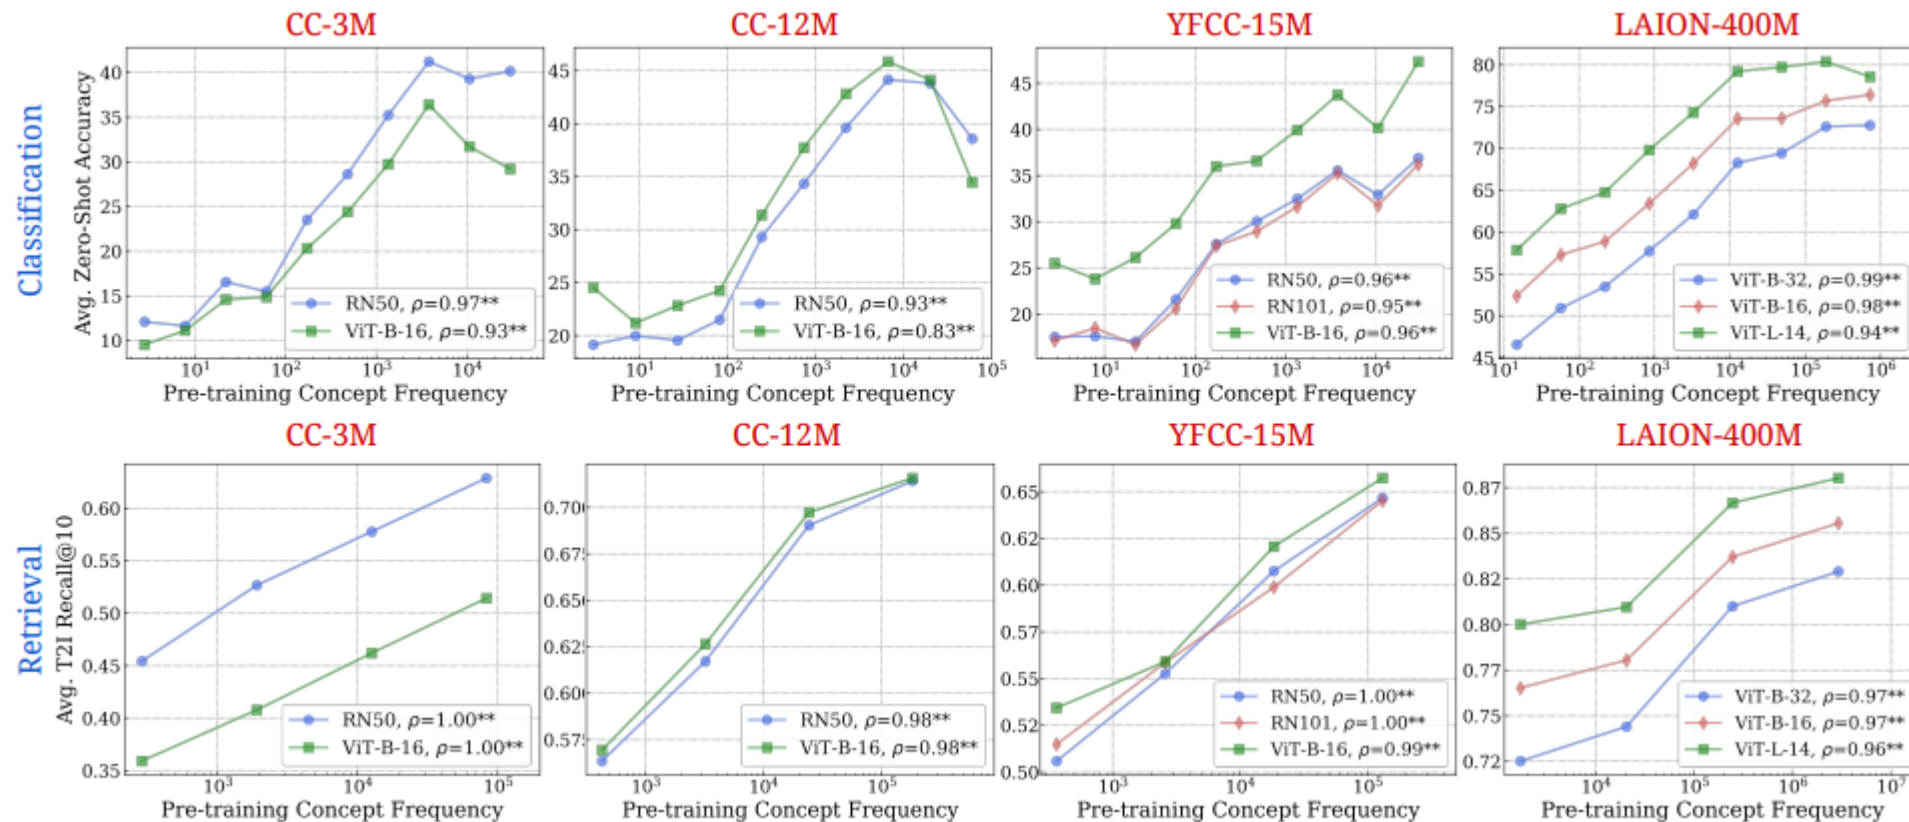 CC-3M
CC-12M
YFCC-15M
LAION-400M
Classification
Avg. Zero-Shot Accuracy
40
35
30
25
20
15
10
RN50, ρ=0.97**
ViT-B-16, ρ=0.93**
10¹ 10² 10³ 10⁴
Pre-training Concept Frequency
45
40
35
30
25
20
RN50, ρ=0.93**
ViT-B-16, ρ=0.83**
10¹ 10² 10³ 10⁴ 10⁵
Pre-training Concept Frequency
45
40
35
30
25
20
RN50, ρ=0.96**
RN101, ρ=0.95**
ViT-B-16, ρ=0.96**
10¹ 10² 10³ 10⁴
Pre-training Concept Frequency
80
75
70
65
60
55
50
45
ViT-B-32, ρ=0.99**
ViT-B-16, ρ=0.98**
ViT-L-14, ρ=0.94**
10¹ 10² 10³ 10⁴ 10⁵ 10⁶
Pre-training Concept Frequency
CC-3M
CC-12M
YFCC-15M
LAION-400M
Retrieval
Avg. T2I Recall@10
0.60
0.55
0.50
0.45
0.40
0.35
RN50, ρ=1.00**
ViT-B-16, ρ=1.00**
10³ 10⁴ 10⁵
Pre-training Concept Frequency
0.70
0.67
0.65
0.62
0.60
0.57
RN50, ρ=0.98**
ViT-B-16, ρ=0.98**
10³ 10⁴ 10⁵
Pre-training Concept Frequency
0.65
0.62
0.60
0.57
0.55
0.52
0.50
RN50, ρ=1.00**
RN101, ρ=1.00**
ViT-B-16, ρ=0.99**
10³ 10⁴ 10⁵
Pre-training Concept Frequency
0.87
0.85
0.82
0.80
0.77
0.75
0.72
ViT-B-32, ρ=0.97**
ViT-B-16, ρ=0.97**
ViT-L-14, ρ=0.96**
10⁴ 10⁵ 10⁶ 10⁷
Pre-training Concept Frequency